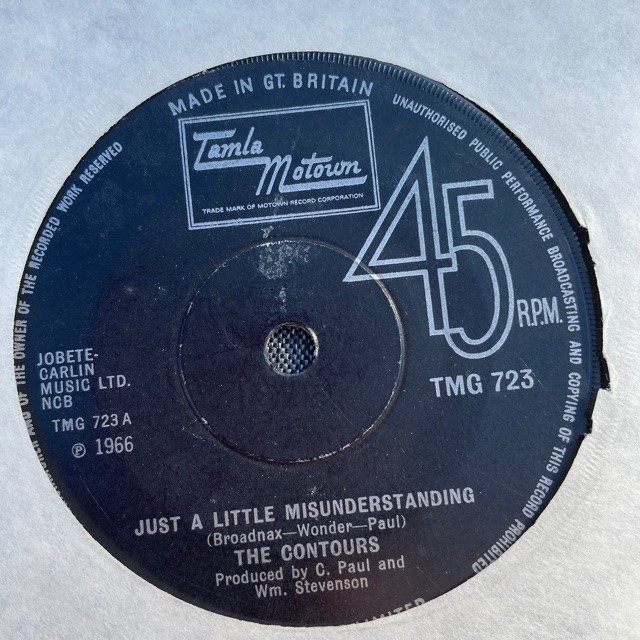 MADE IN GT. BRITAIN
UNAUTHORISED PUBLIC PERFORMANCE BROADCASTING AND COPYING OF THIS RECORD PROHIBITED
OF THE OWNER OF THE RECORDED WORK RESERVED
Tamla
Motown
TRADE MARK OF MOTOWN RECORD CORPORATION
45
R.P.M.
TMG 723
JOBETE-
CARLIN
MUSIC LTD.
NCB
TMG 723 A
℗ 1966
JUST A LITTLE MISUNDERSTANDING
(Broadnax—Wonder—Paul)
THE CONTOURS
Produced by C. Paul and
Wm. Stevenson
LIMITED